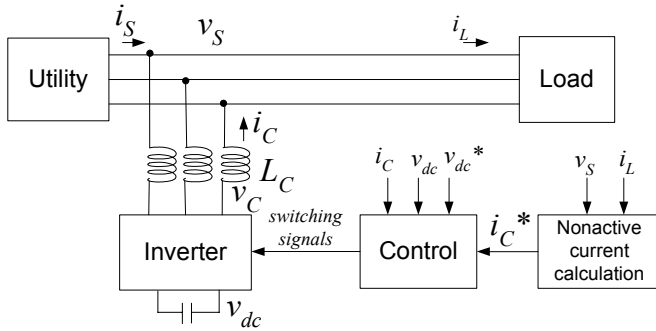 i_S
v_S
i_L
Utility
Load
i_C
L_C
v_C
i_C
v_dc
v_dc*
v_S
i_L
Inverter
switching
signals
Control
i_C*
Nonactive
current
calculation
v_dc